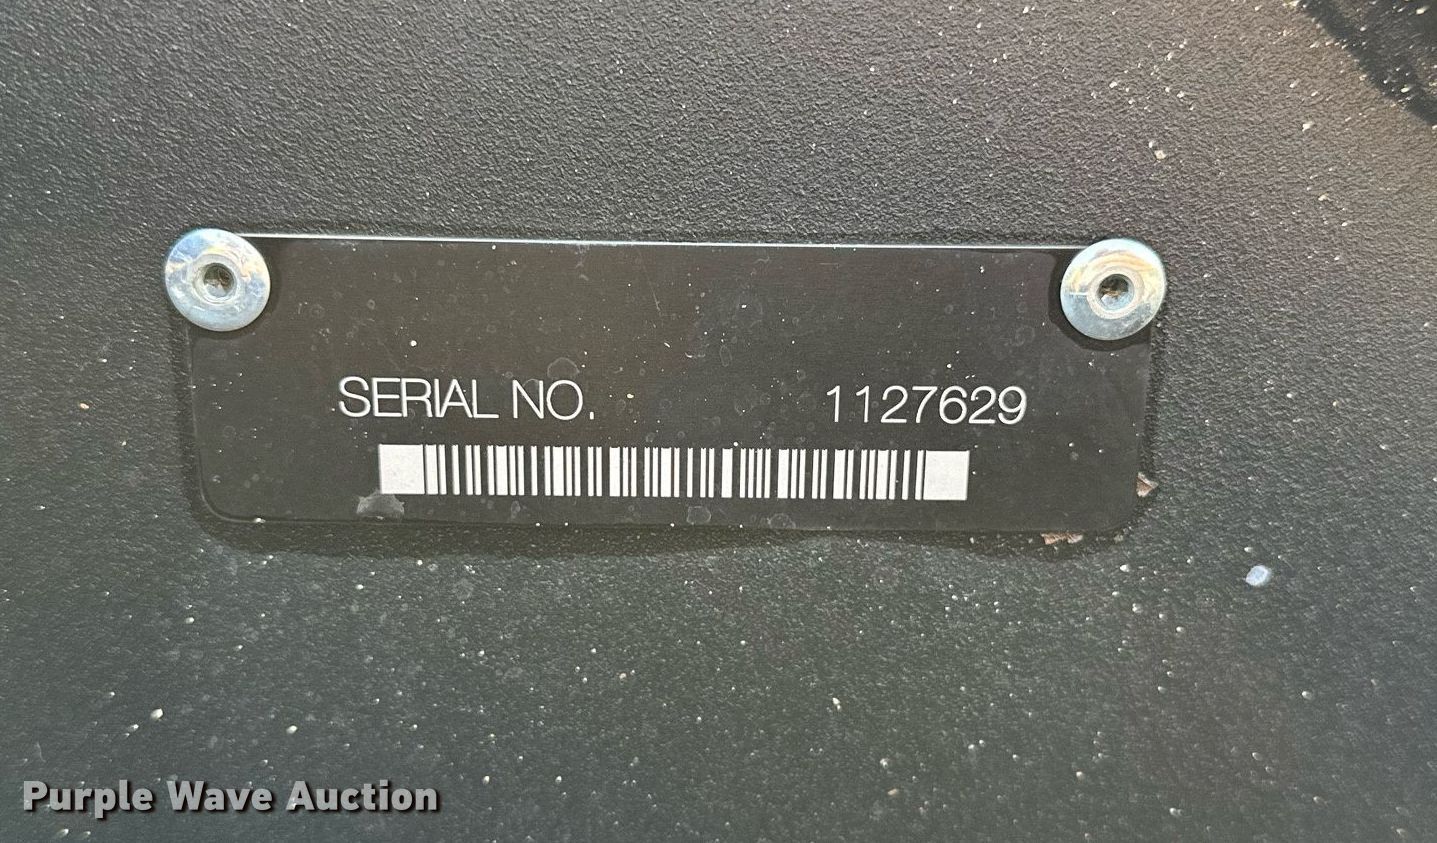 SERIAL NO. 1127629
Purple Wave Auction